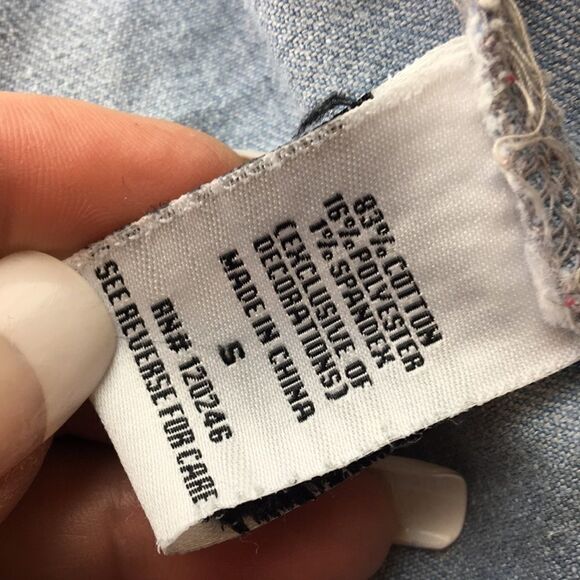 83% COTTON
16% POLYESTER
1% SPANDEX
(EXCLUSIVE OF
DECORATIONS)
MADE IN CHINA
S
RN# 120246
SEE REVERSE FOR CARE